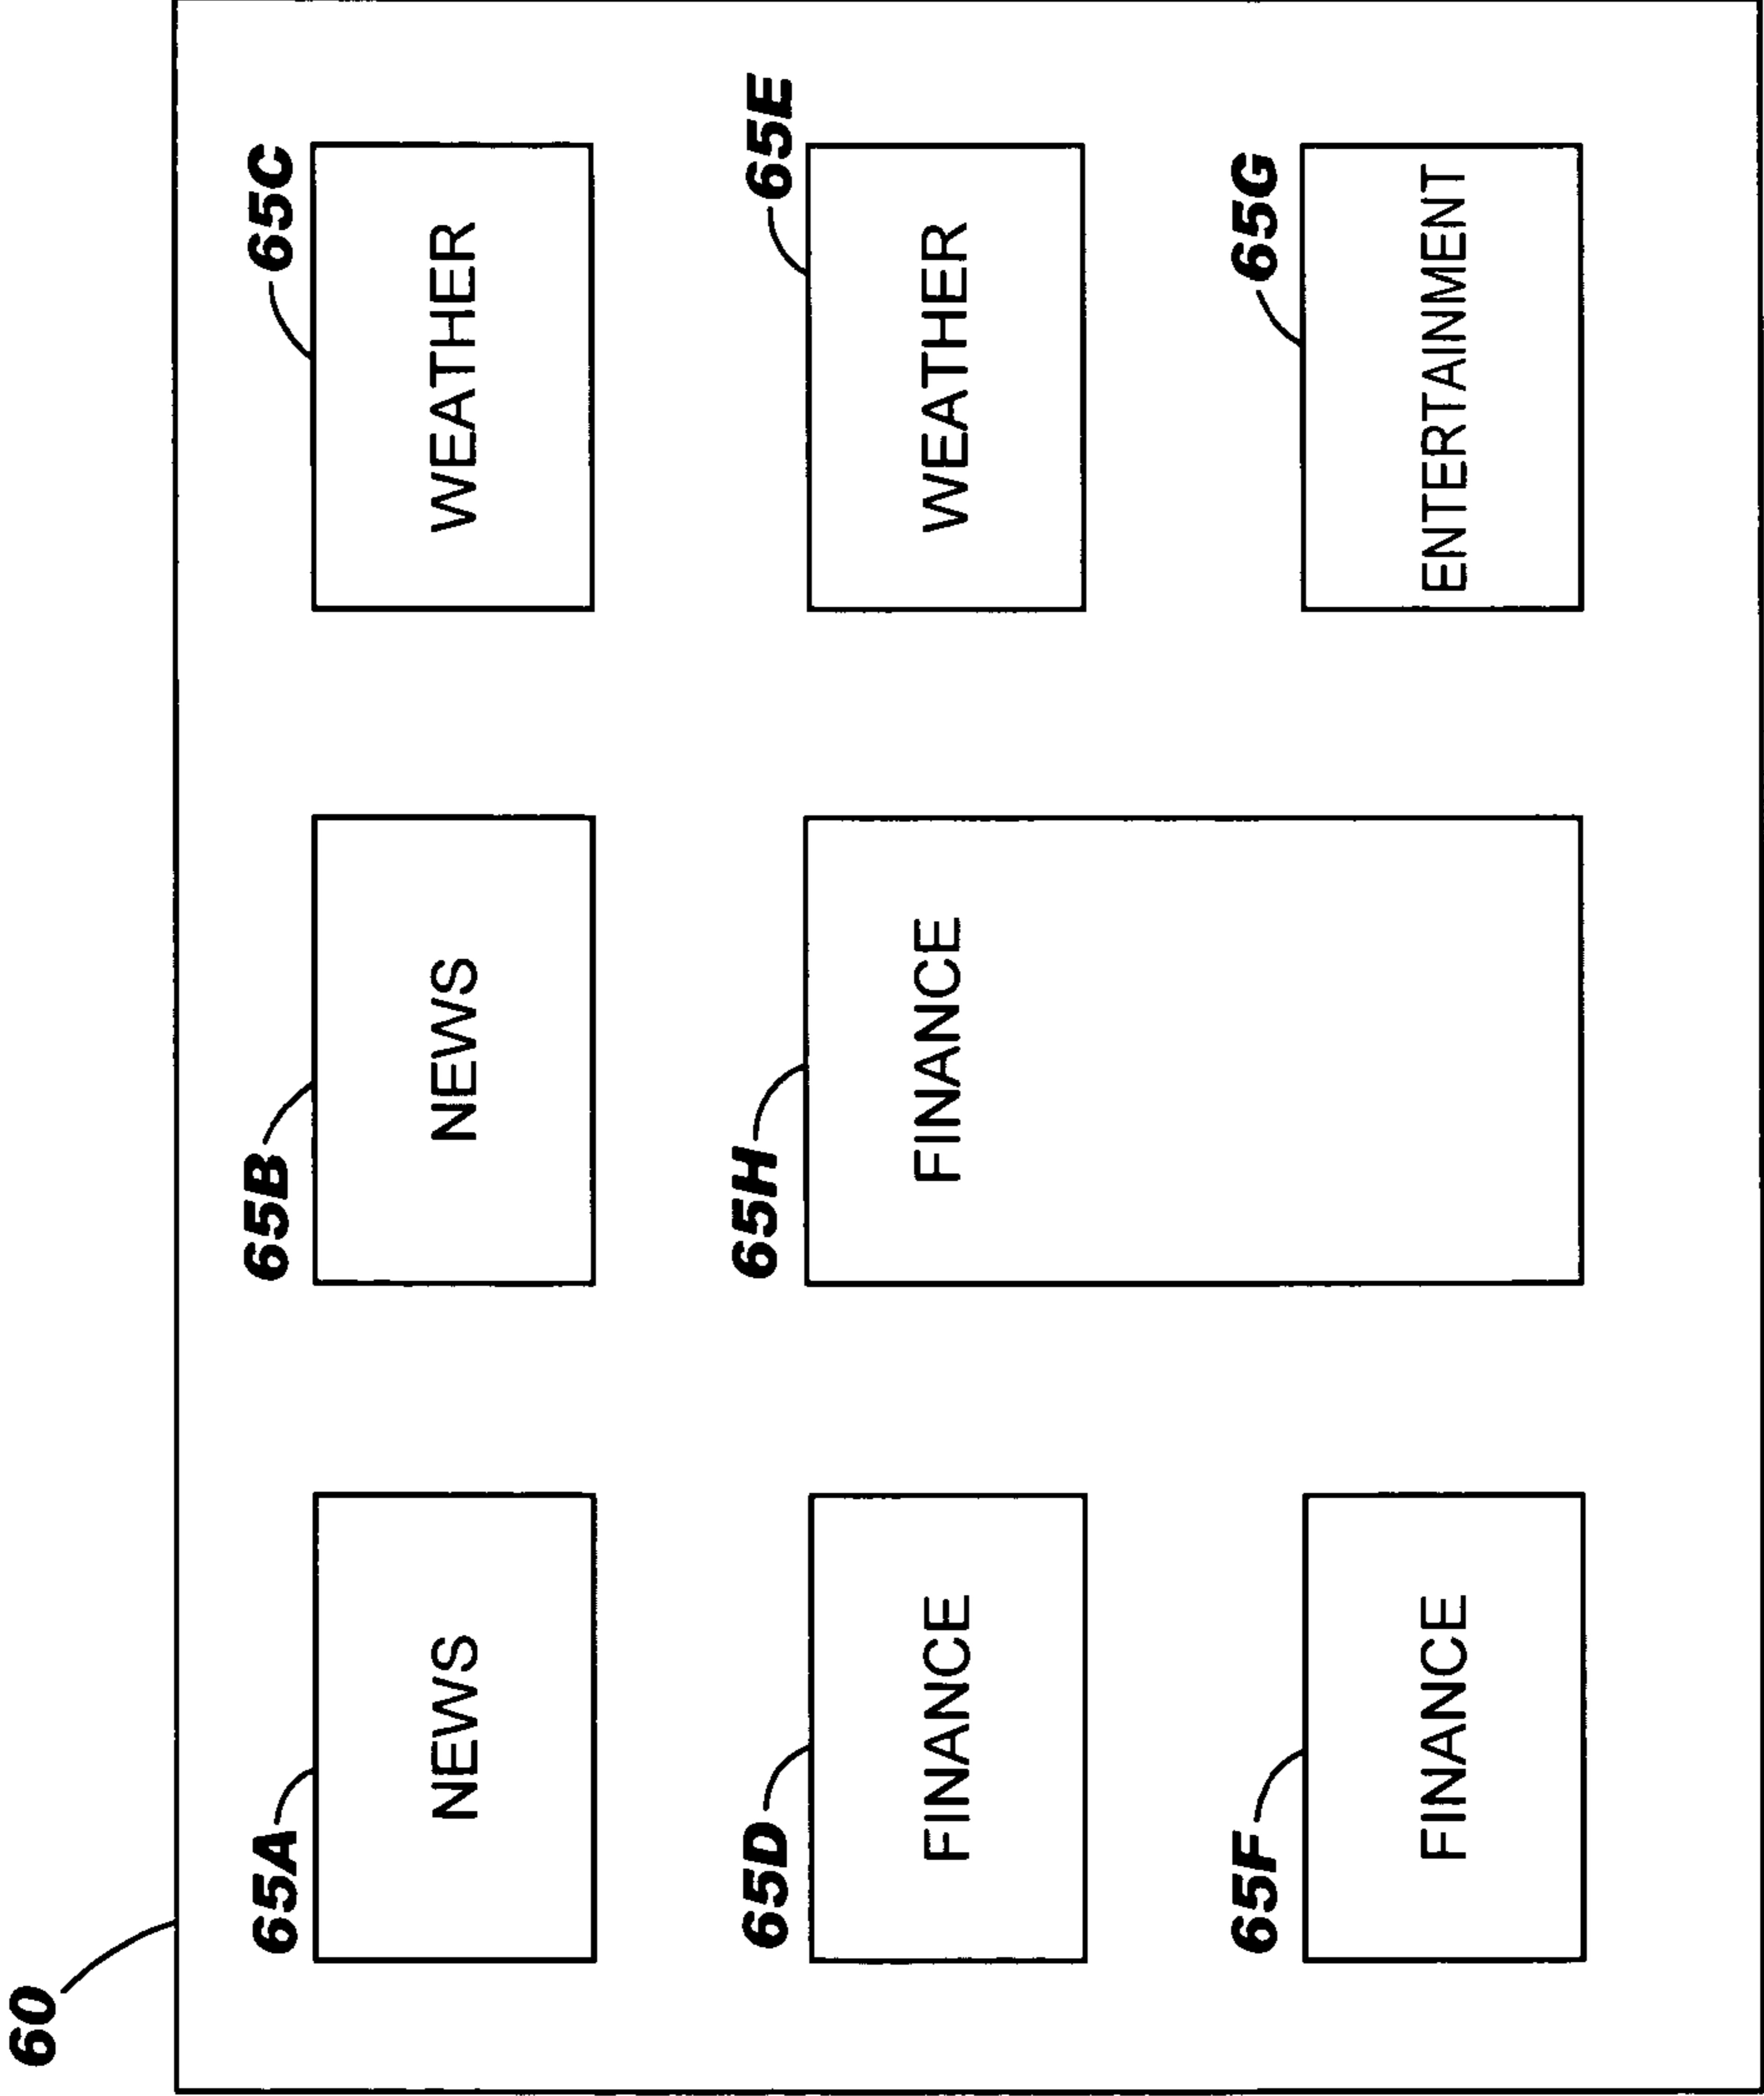 60
65A
NEWS
65B
NEWS
65C
WEATHER
65D
FINANCE
65H
FINANCE
65E
WEATHER
65F
FINANCE
65G
ENTERTAINMENT